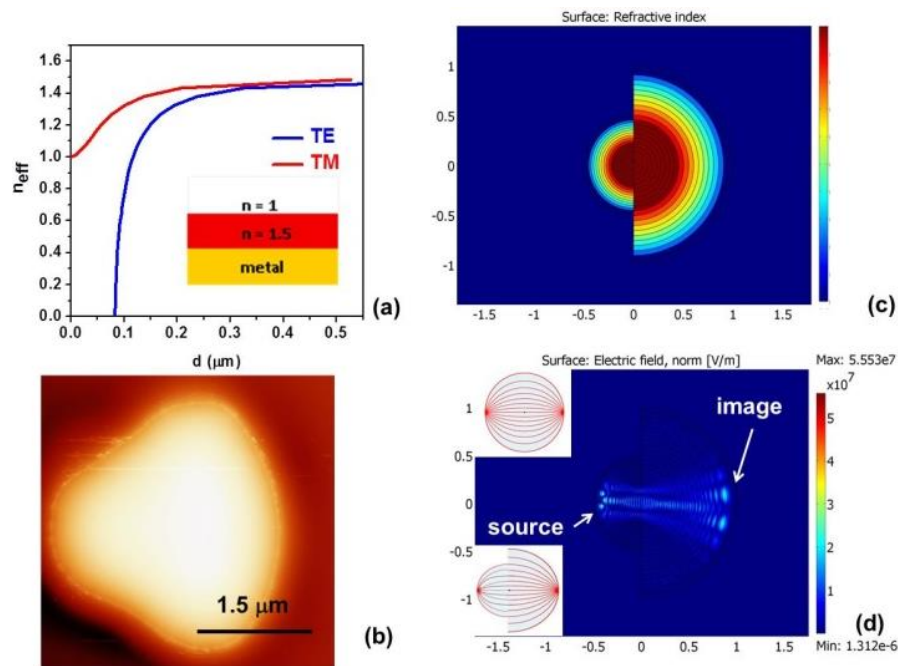 1.6
1.4
1.2
1.0
0.8
0.6
0.4
0.2
0.0
n_eff
TE
TM
n = 1
n = 1.5
metal
(a)
0.0 0.1 0.2 0.3 0.4 0.5
d (μm)
1.5 μm
(b)
Surface: Refractive index
1
0.5
0
-0.5
-1
-1.5 -1 -0.5 0 0.5 1 1.5
(c)
Surface: Electric field, norm [V/m]
Max: 5.553e7
x10^7
1
0.5
0
-0.5
-1
image
source
5
4
3
2
1
-1.5 -1 -0.5 0 0.5 1 1.5
(d)
Min: 1.312e-6